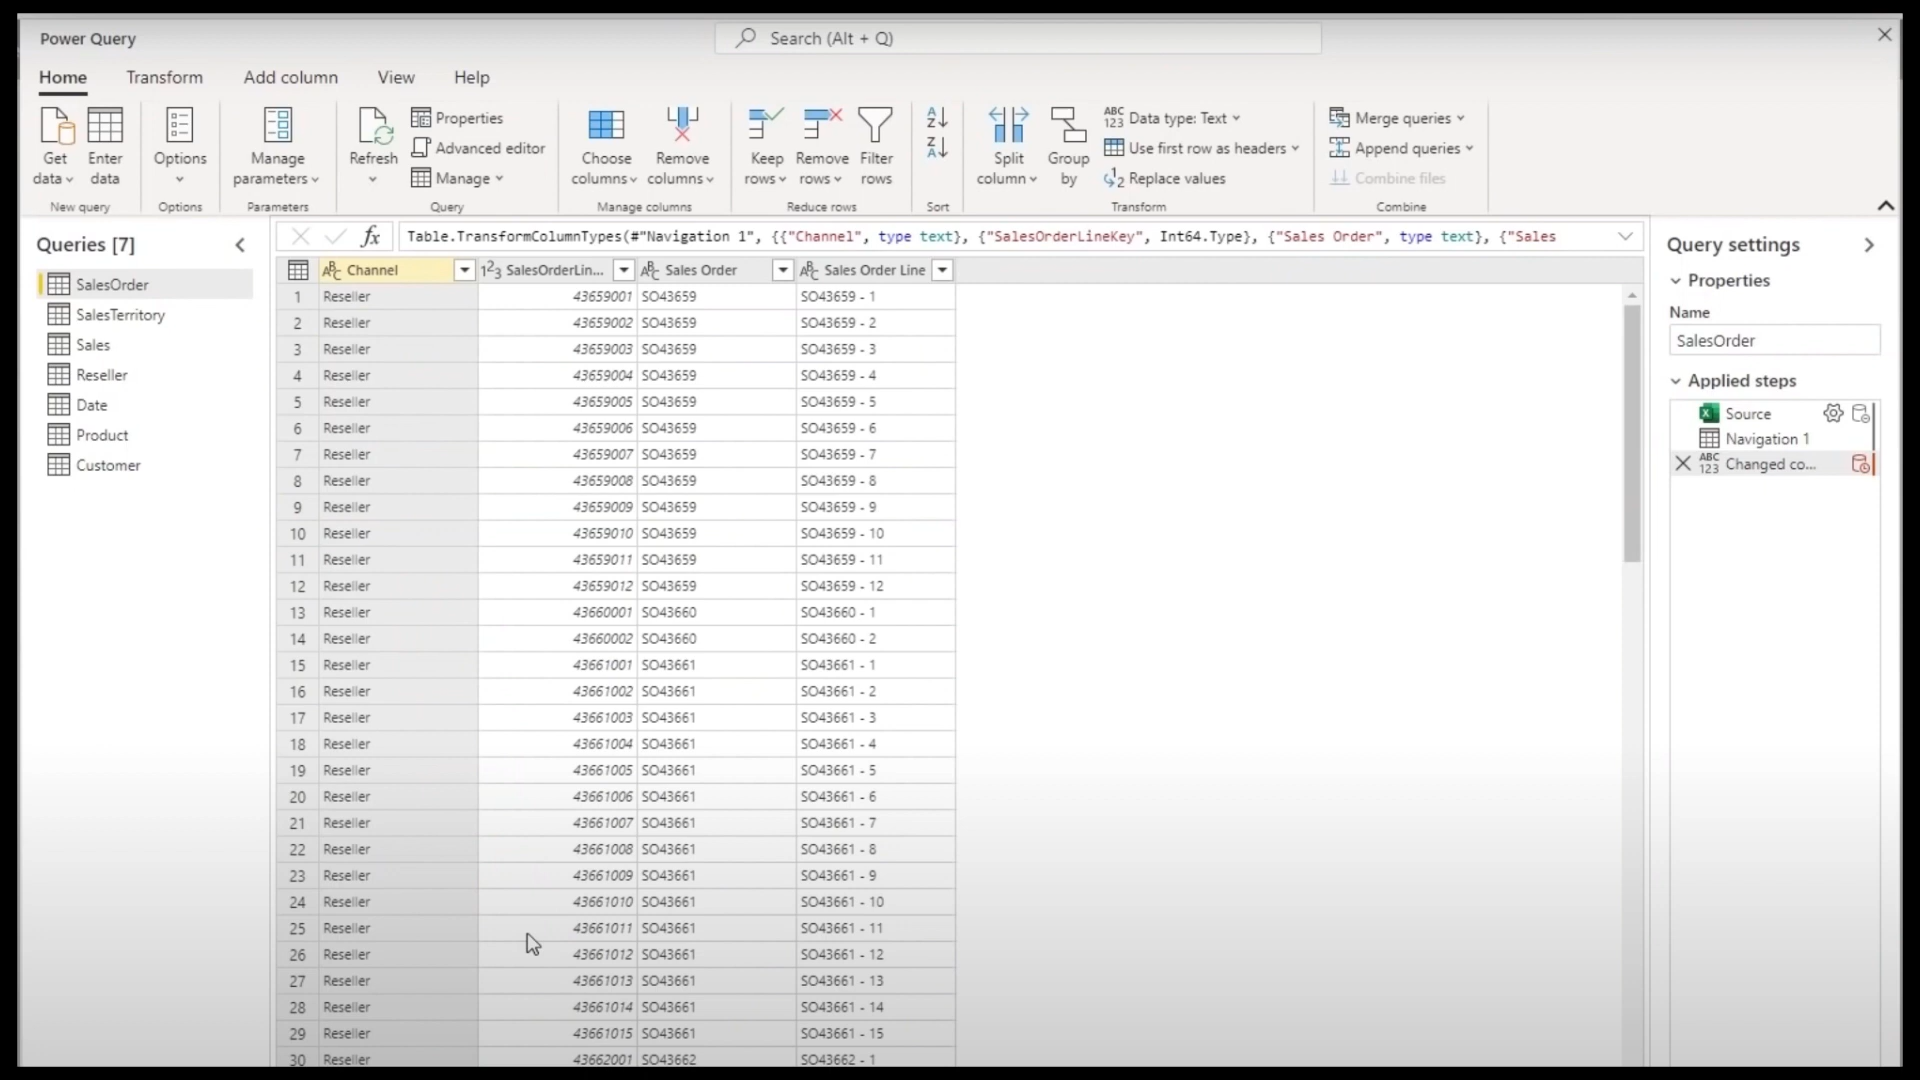 Power Query
Search (Alt + Q)
Home Transform Add column View Help
Get data
Enter data
New query
Options
Options
Manage parameters
Parameters
Refresh
Properties
Advanced editor
Manage
Query
Choose columns
Remove columns
Manage columns
Keep rows
Remove rows
Filter rows
Reduce rows
Sort
Split column
Group by
Data type: Text
Use first row as headers
Replace values
Transform
Merge queries
Append queries
Combine files
Combine
Queries [7]
SalesOrder
SalesTerritory
Sales
Reseller
Date
Product
Customer
fx Table.TransformColumnTypes(#"Navigation 1", {{"Channel", type text}, {"SalesOrderLineKey", Int64.Type}, {"Sales Order", type text}, {"Sales
Channel SalesOrderLin... Sales Order Sales Order Line
1 Reseller 43659001 SO43659 SO43659 - 1
2 Reseller 43659002 SO43659 SO43659 - 2
3 Reseller 43659003 SO43659 SO43659 - 3
4 Reseller 43659004 SO43659 SO43659 - 4
5 Reseller 43659005 SO43659 SO43659 - 5
6 Reseller 43659006 SO43659 SO43659 - 6
7 Reseller 43659007 SO43659 SO43659 - 7
8 Reseller 43659008 SO43659 SO43659 - 8
9 Reseller 43659009 SO43659 SO43659 - 9
10 Reseller 43659010 SO43659 SO43659 - 10
11 Reseller 43659011 SO43659 SO43659 - 11
12 Reseller 43659012 SO43659 SO43659 - 12
13 Reseller 43660001 SO43660 SO43660 - 1
14 Reseller 43660002 SO43660 SO43660 - 2
15 Reseller 43661001 SO43661 SO43661 - 1
16 Reseller 43661002 SO43661 SO43661 - 2
17 Reseller 43661003 SO43661 SO43661 - 3
18 Reseller 43661004 SO43661 SO43661 - 4
19 Reseller 43661005 SO43661 SO43661 - 5
20 Reseller 43661006 SO43661 SO43661 - 6
21 Reseller 43661007 SO43661 SO43661 - 7
22 Reseller 43661008 SO43661 SO43661 - 8
23 Reseller 43661009 SO43661 SO43661 - 9
24 Reseller 43661010 SO43661 SO43661 - 10
25 Reseller 43661011 SO43661 SO43661 - 11
26 Reseller 43661012 SO43661 SO43661 - 12
27 Reseller 43661013 SO43661 SO43661 - 13
28 Reseller 43661014 SO43661 SO43661 - 14
29 Reseller 43661015 SO43661 SO43661 - 15
30 Reseller 43662001 SO43662 SO43662 - 1
Query settings
Properties
Name
SalesOrder
Applied steps
Source
Navigation 1
Changed co...